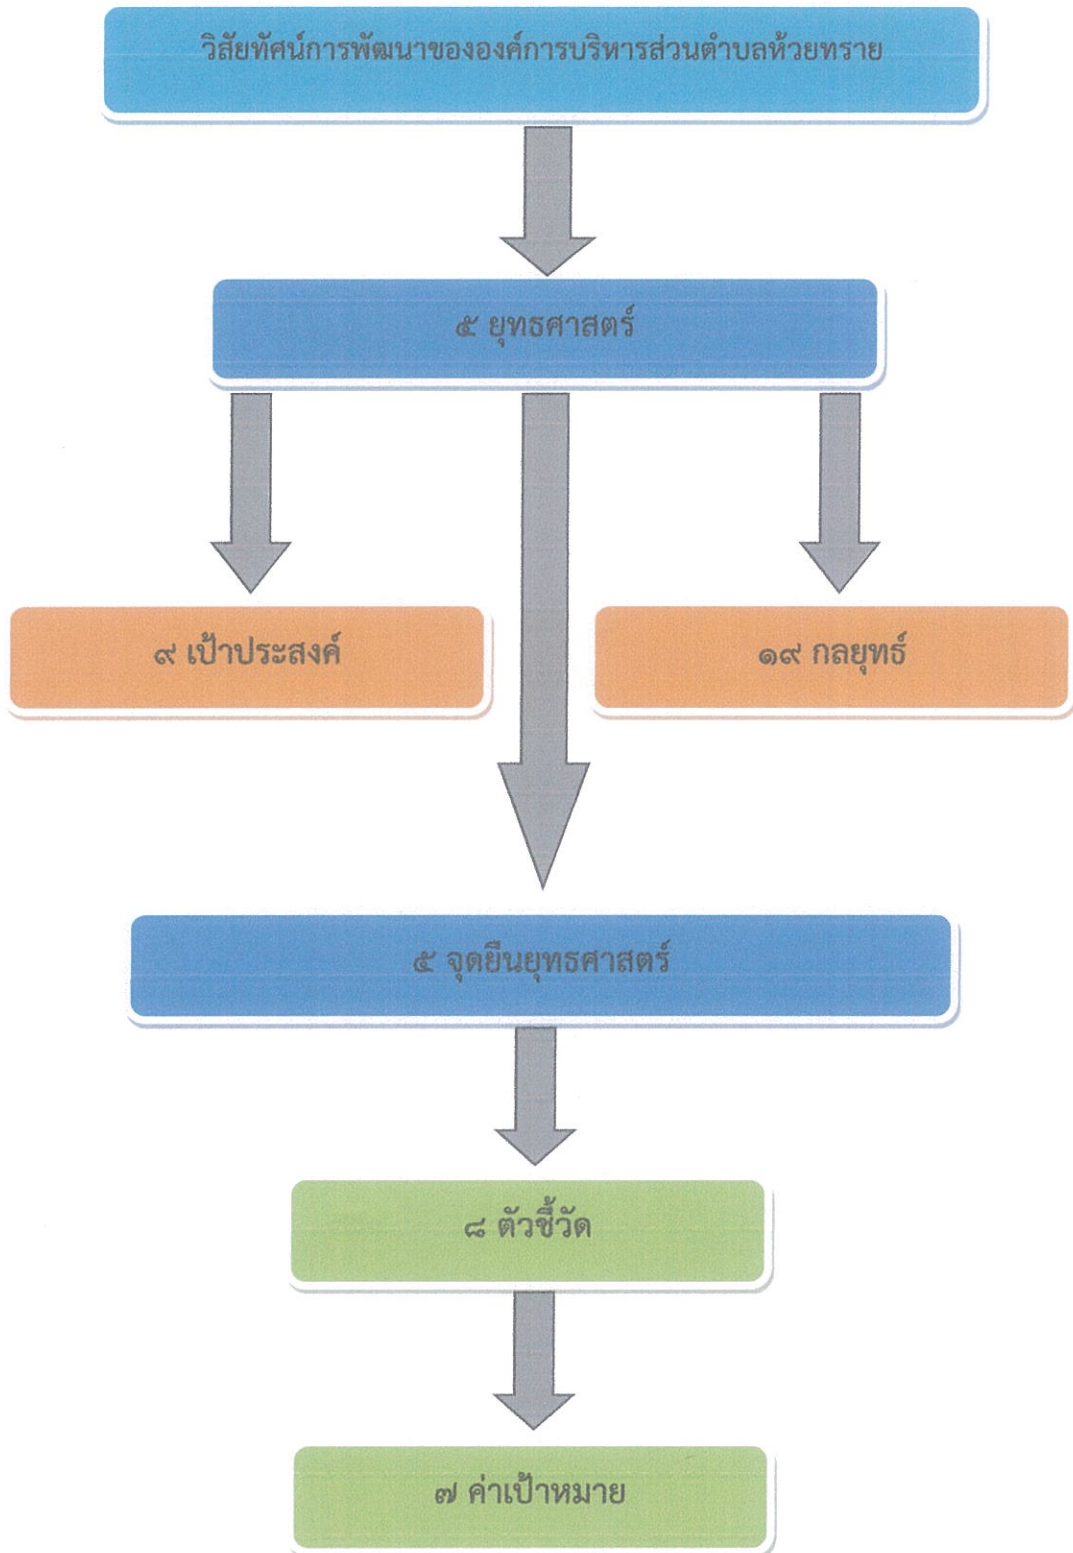 วิสัยทัศน์การพัฒนาขององค์การบริหารส่วนตำบลห้วยทราย
๕ ยุทธศาสตร์
๙ เป้าประสงค์
๑๙ กลยุทธ์
๕ จุดยืนยุทธศาสตร์
๘ ตัวชี้วัด
๗ ค่าเป้าหมาย